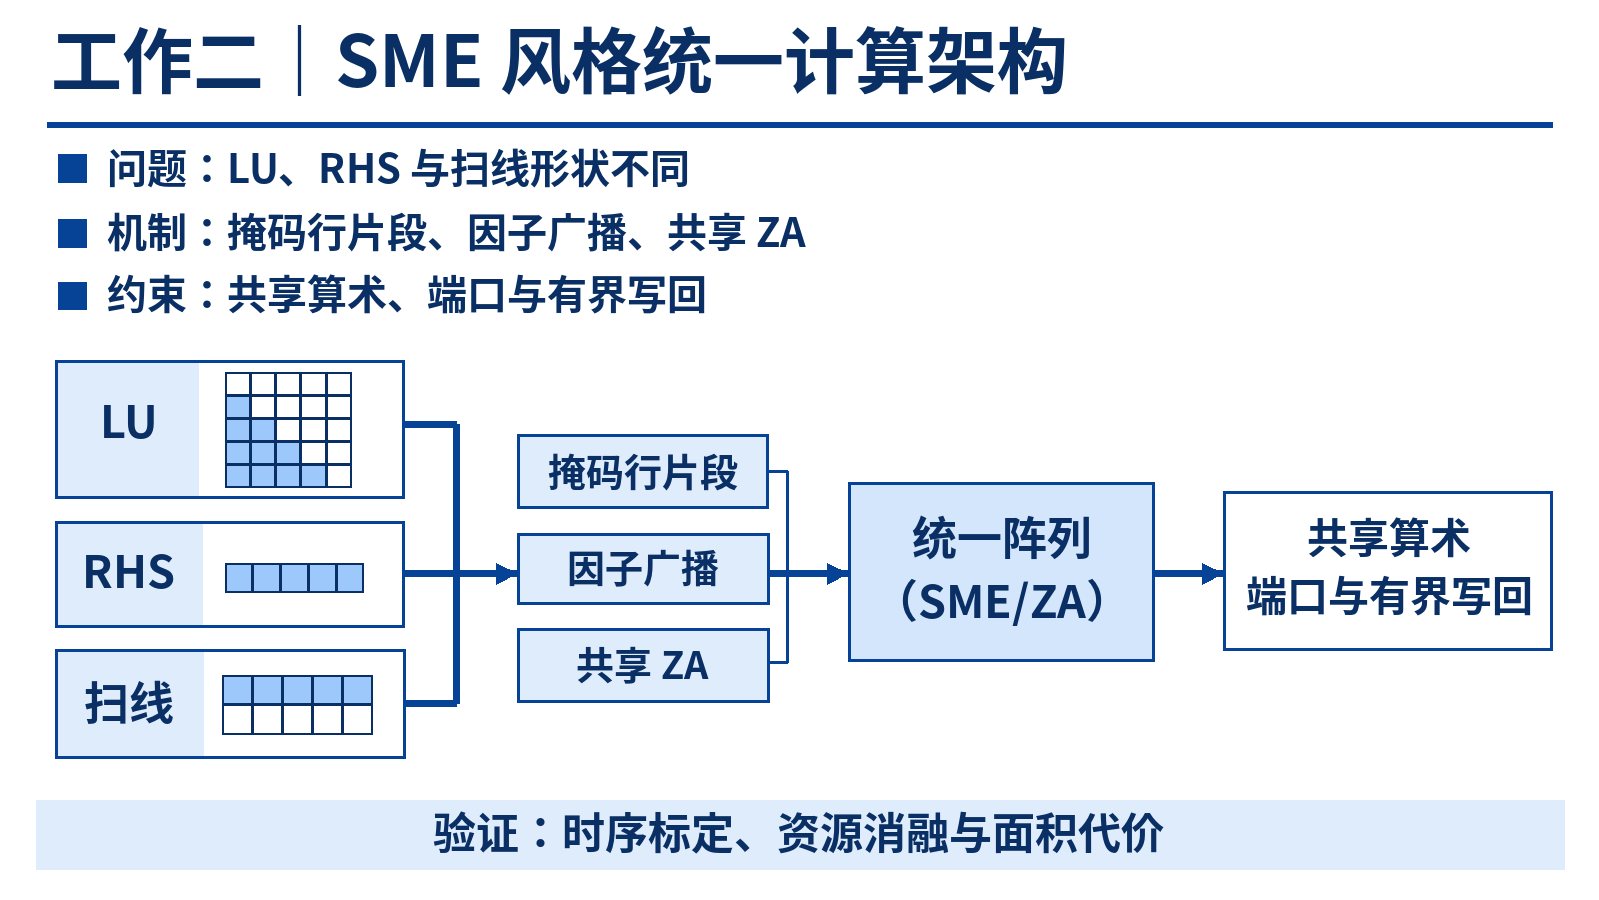 工作二｜SME 风格统一计算架构
问题：LU、RHS 与扫线形状不同
机制：掩码行片段、因子广播、共享 ZA
约束：共享算术、端口与有界写回
LU
RHS
扫线
掩码行片段
因子广播
共享 ZA
统一阵列
（SME/ZA）
共享算术
端口与有界写回
验证：时序标定、资源消融与面积代价